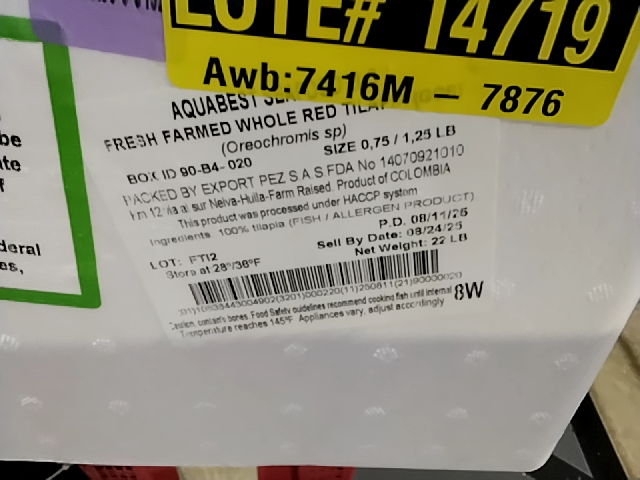 LOTE# 14719
Awb:7416M — 7876
AQUABEST
FRESH FARMED WHOLE RED
(Oreochromis sp)
SIZE 0,75 / 1,25 LB
BOX ID 90-B4- 020
PACKED BY EXPORT PEZ S A S FDA No 14070921010
km 12 sur Neiva-Huila-Farm Raised. Product of COLOMBIA
This product was processed under HACCP system
Ingredients: 100% tilapia (FISH / ALLERGEN PRODUCT)
P.D. 08/11/25
LOT: FTI2
Sell By Date: 08/24/25
Store at 28°/38°F
Net Weight: 22 LB
8W
bones. Food Safety guidelines recommend cooking fish until internal
Temperature reaches 145°F. Appliances vary, adjust accordingly
be
deral
es,